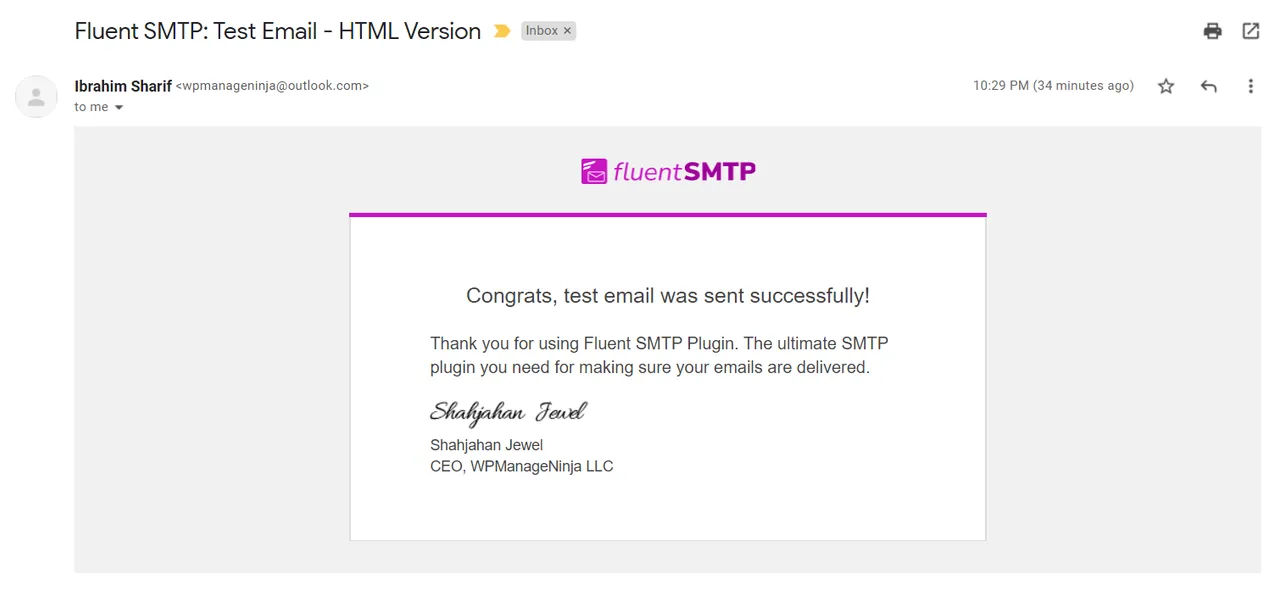 Fluent SMTP: Test Email - HTML Version Inbox ×
Ibrahim Sharif <wpmanageninja@outlook.com> 10:29 PM (34 minutes ago)
to me
fluentSMTP
Congrats, test email was sent successfully!
Thank you for using Fluent SMTP Plugin. The ultimate SMTP
plugin you need for making sure your emails are delivered.
Shahjahan Jewel
Shahjahan Jewel
CEO, WPManageNinja LLC